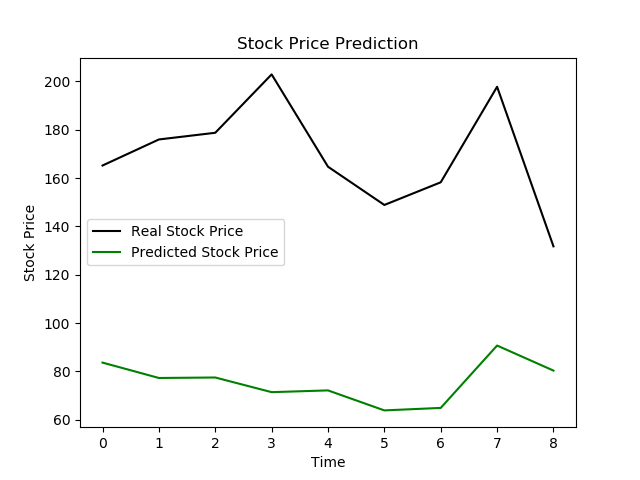 Stock Price Prediction
200
180
160
140
120
100
80
60
Stock Price
Real Stock Price
Predicted Stock Price
0 1 2 3 4 5 6 7 8
Time